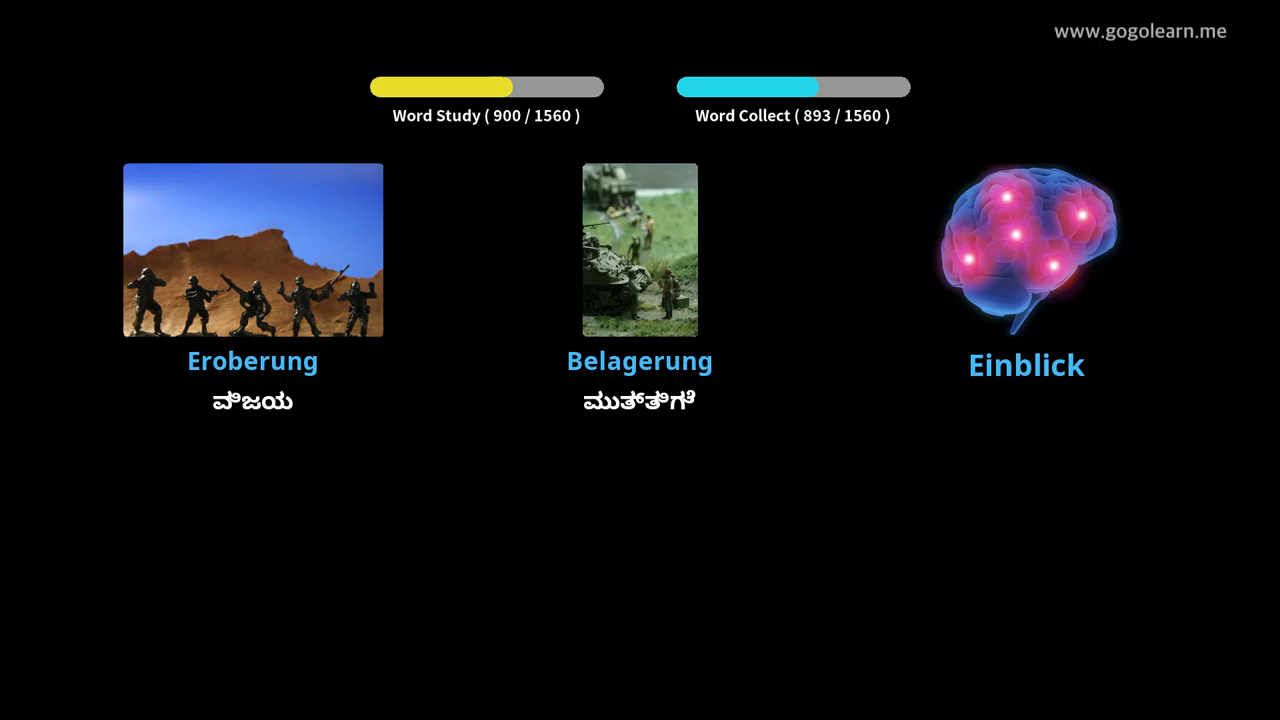 www.gogolearn.me
Word Study ( 900 / 1560 )
Word Collect ( 893 / 1560 )
Eroberung
ವಿಜಯ
Belagerung
ಮುತ್ತಿಗೆ
Einblick